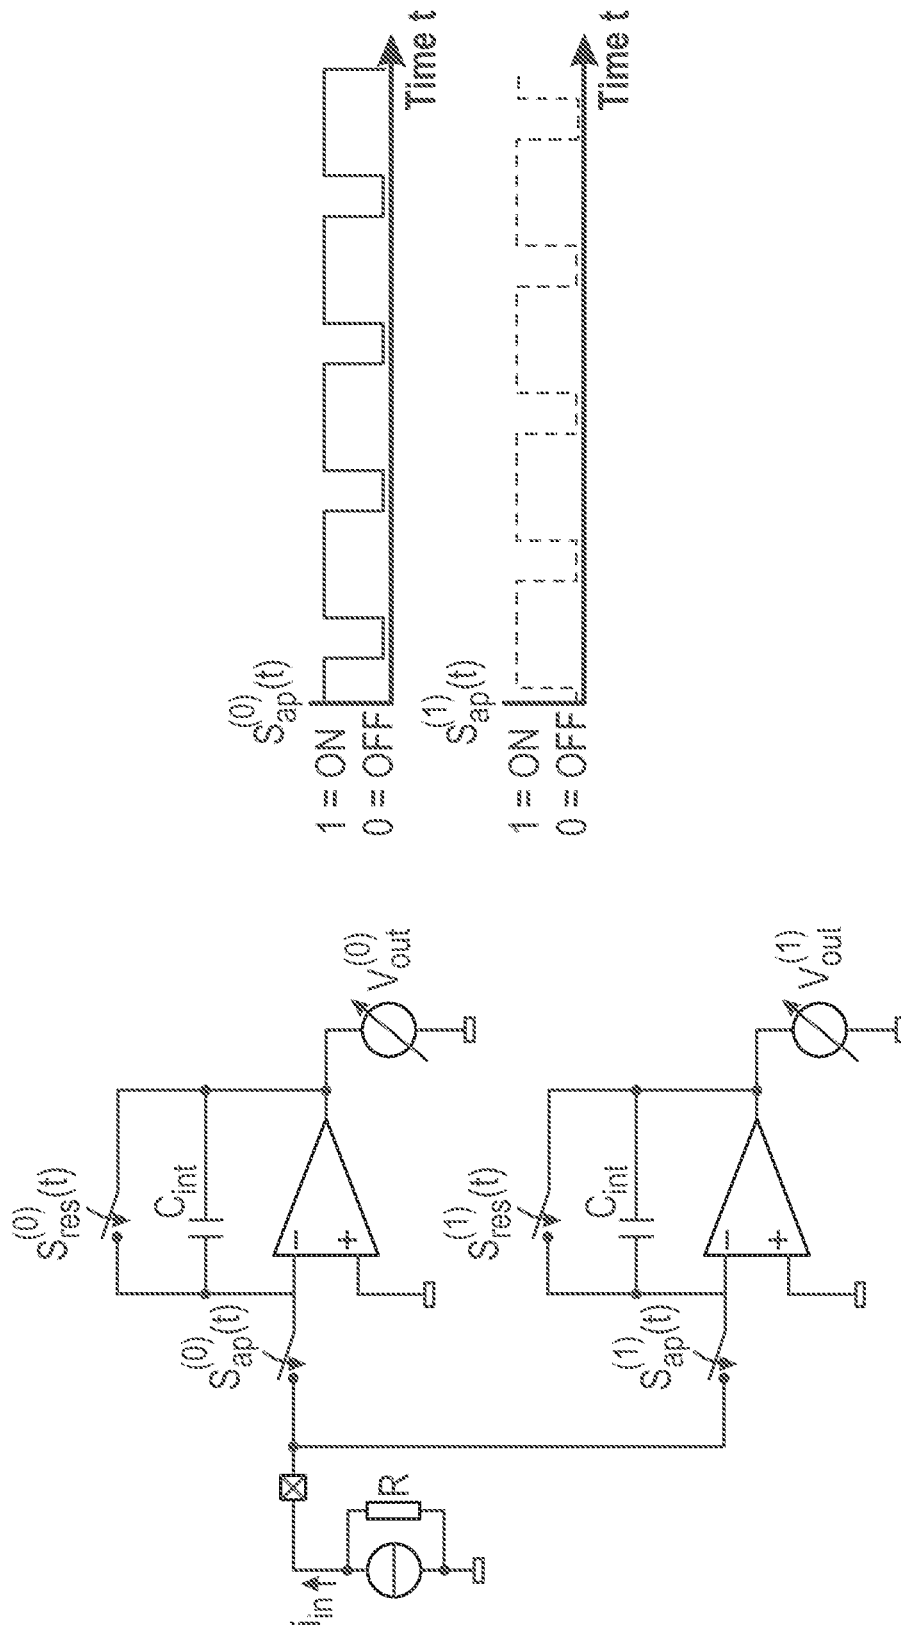 S_ap^(0)(t)
1 = ON
0 = OFF
Time t
S_ap^(1)(t)
1 = ON
0 = OFF
Time t
S_res^(0)(t)
C_int
S_ap^(0)(t)
−
+
V_out^(0)
i_in
R
S_res^(1)(t)
C_int
S_ap^(1)(t)
−
+
V_out^(1)